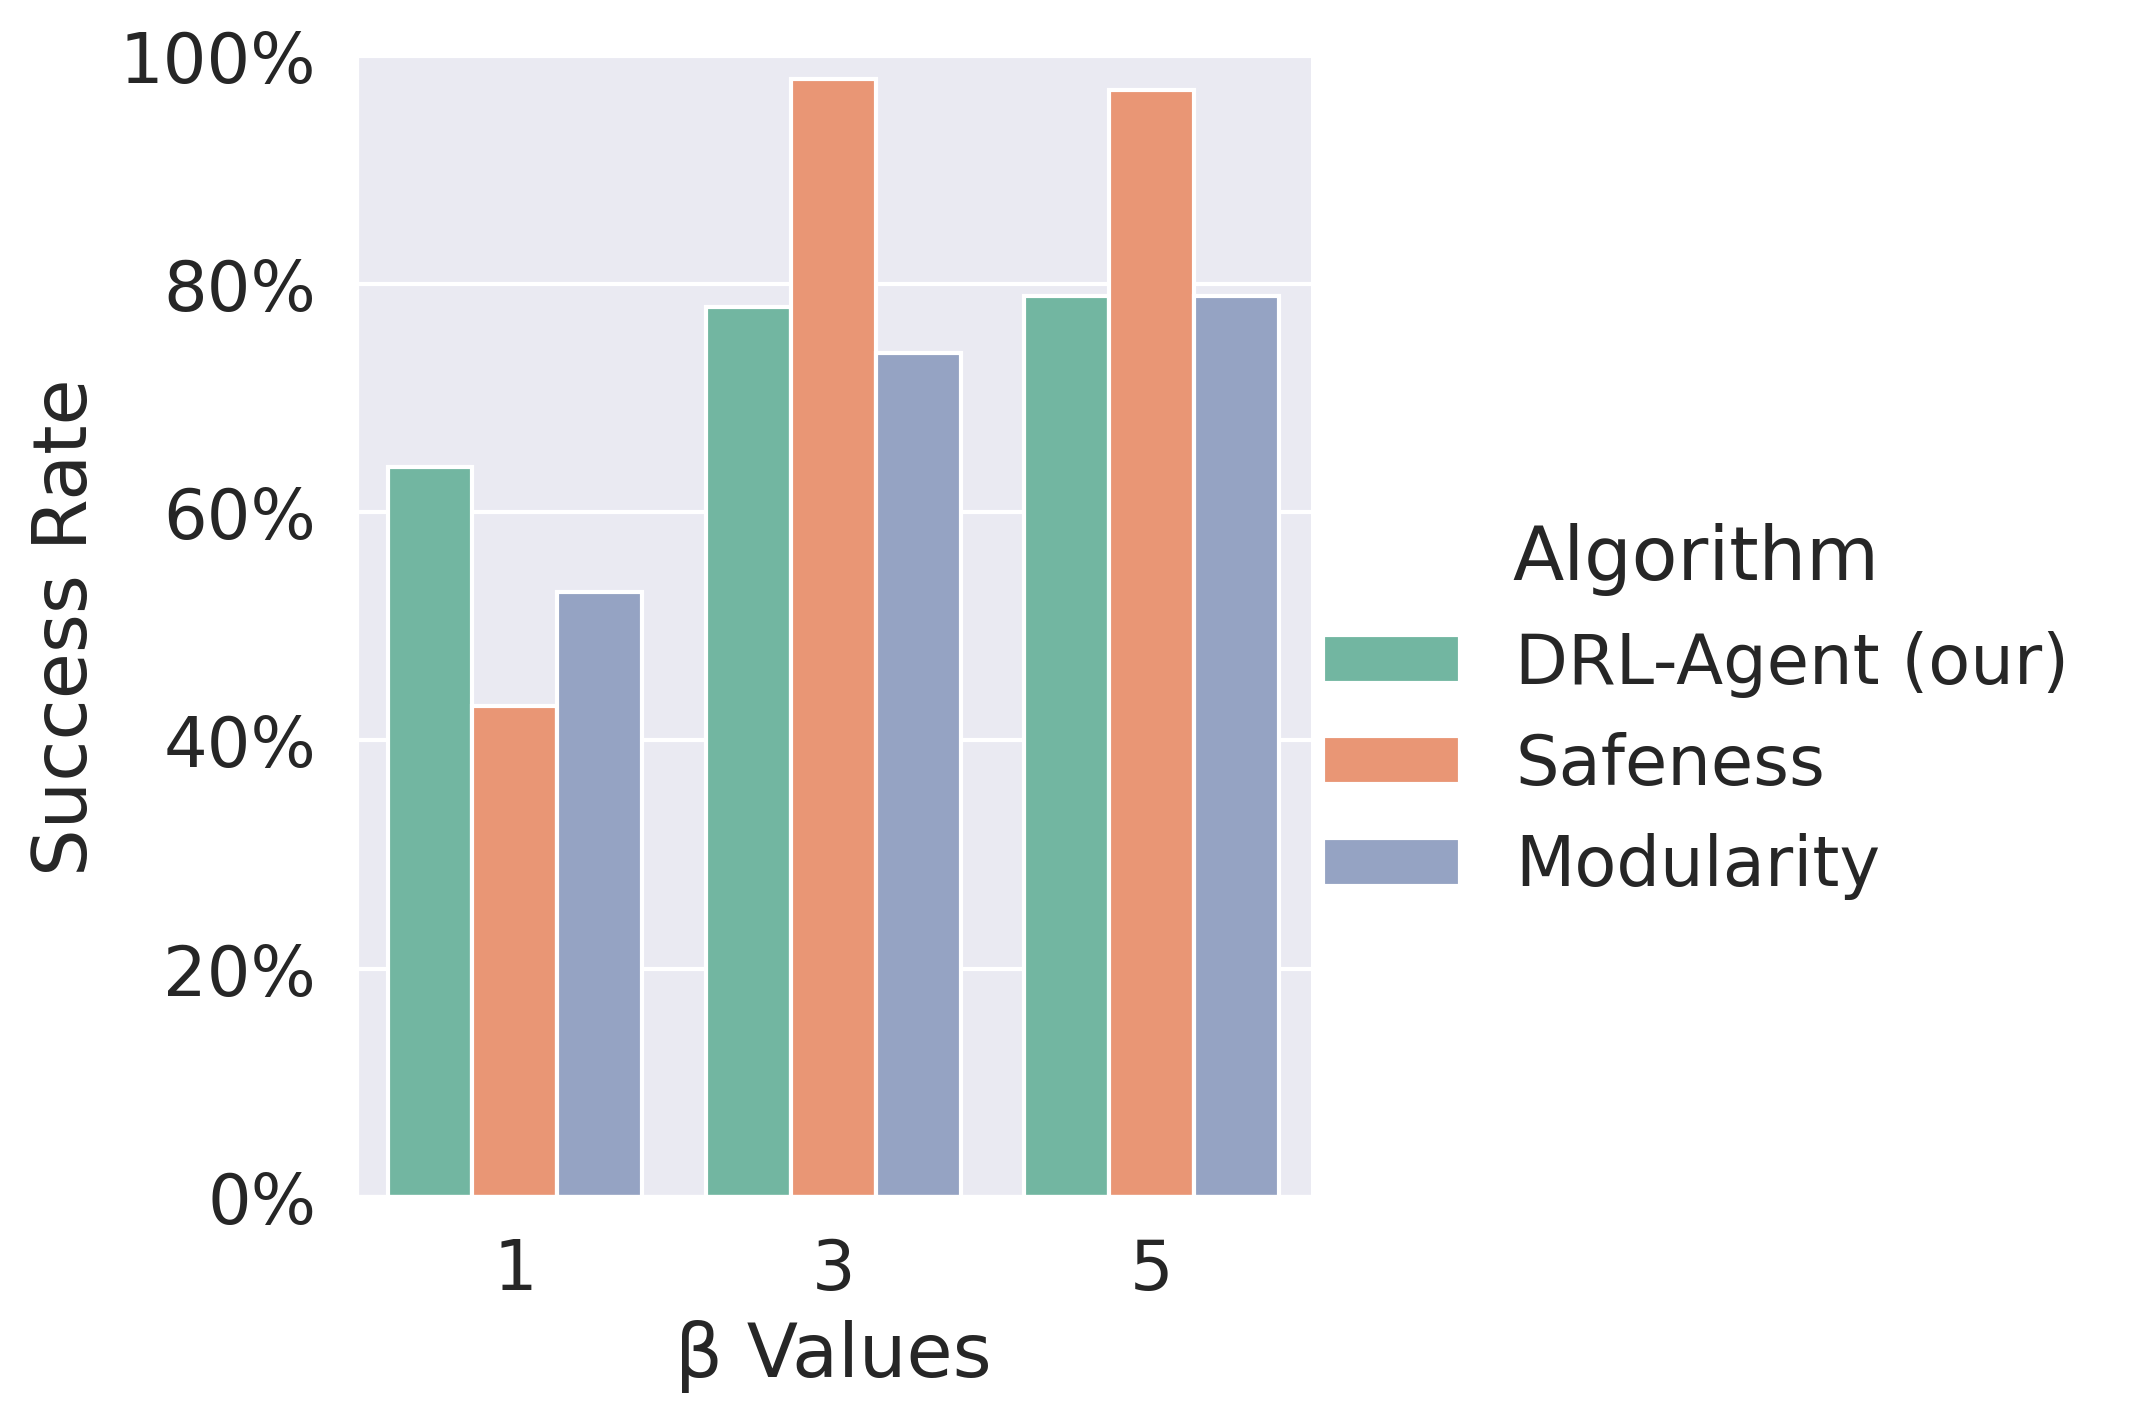 100%
80%
60%
40%
20%
0%
Success Rate
1 3 5
β Values
Algorithm
DRL-Agent (our)
Safeness
Modularity